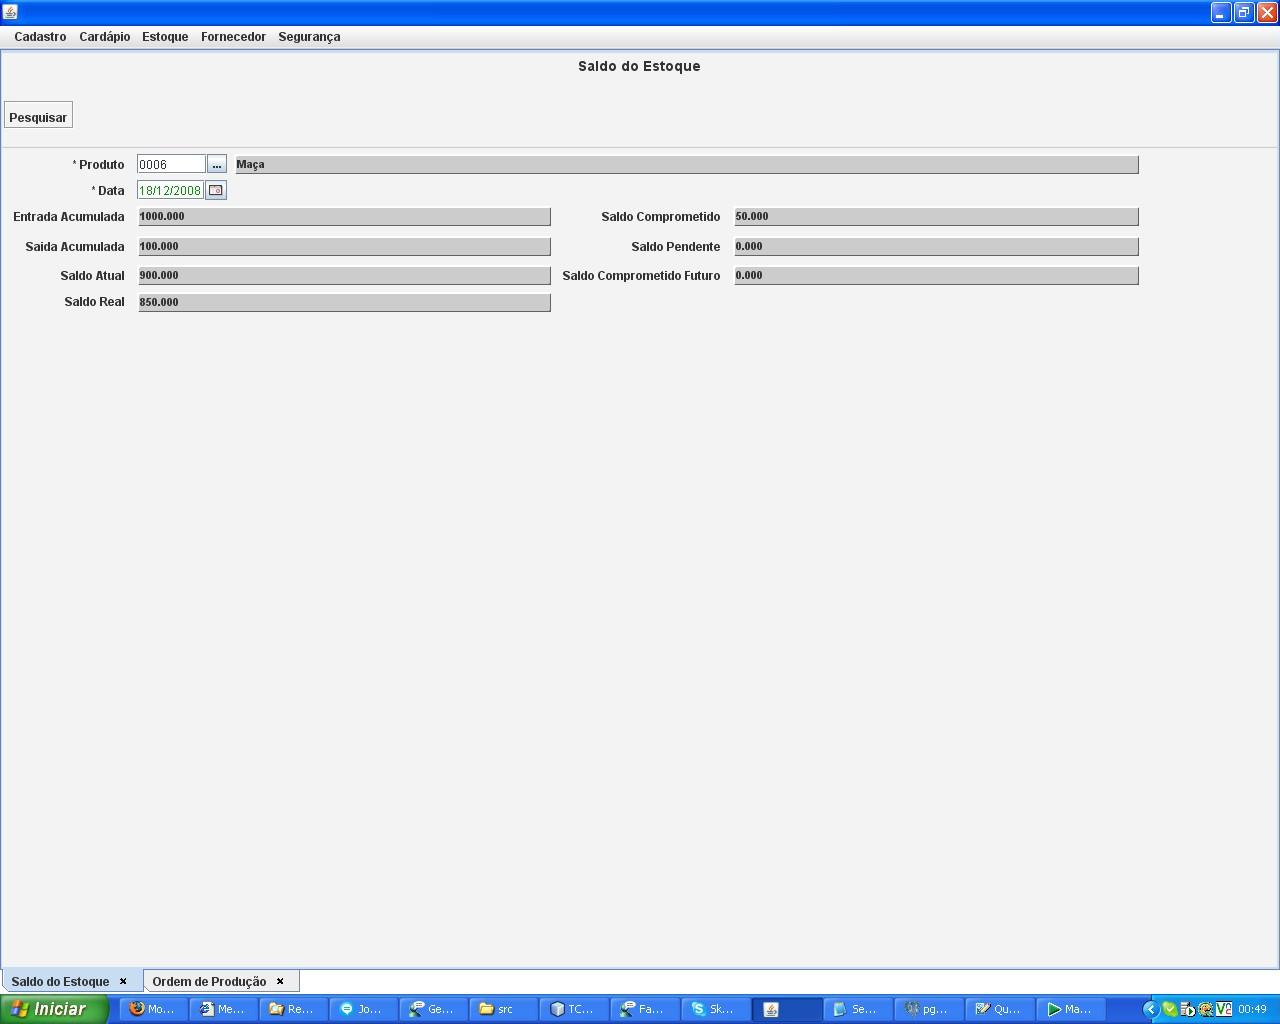 Cadastro Cardápio Estoque Fornecedor Segurança
Saldo do Estoque
Pesquisar
* Produto 0006 ... Maça
* Data 18/12/2008
Entrada Acumulada 1000.000 Saldo Comprometido 50.000
Saida Acumulada 100.000 Saldo Pendente 0.000
Saldo Atual 900.000 Saldo Comprometido Futuro 0.000
Saldo Real 850.000
Saldo do Estoque × Ordem de Produção ×
Iniciar Mo... Me... Re... Jo... Ge... src TC... Fa... Sk... Se... pg... Qu... Ma... 00:49